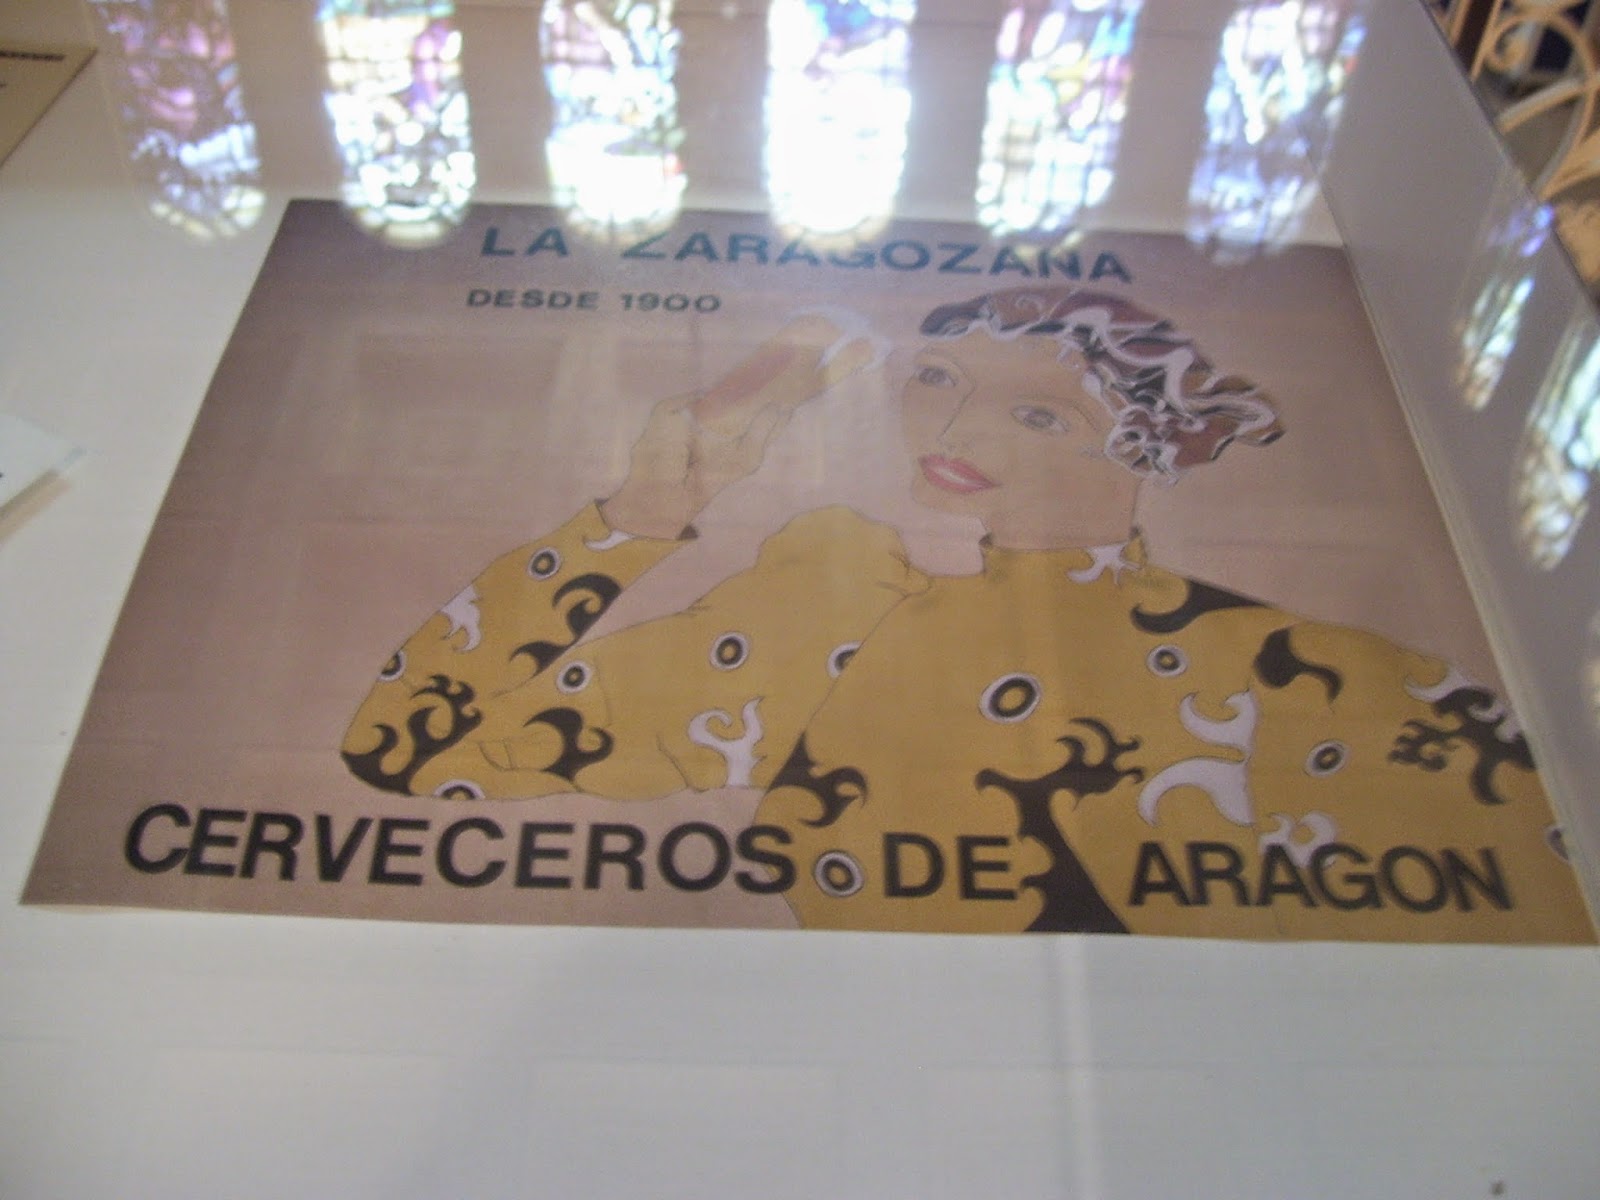 LA ZARAGOZANA
DESDE 1900
CERVECEROS DE ARAGON